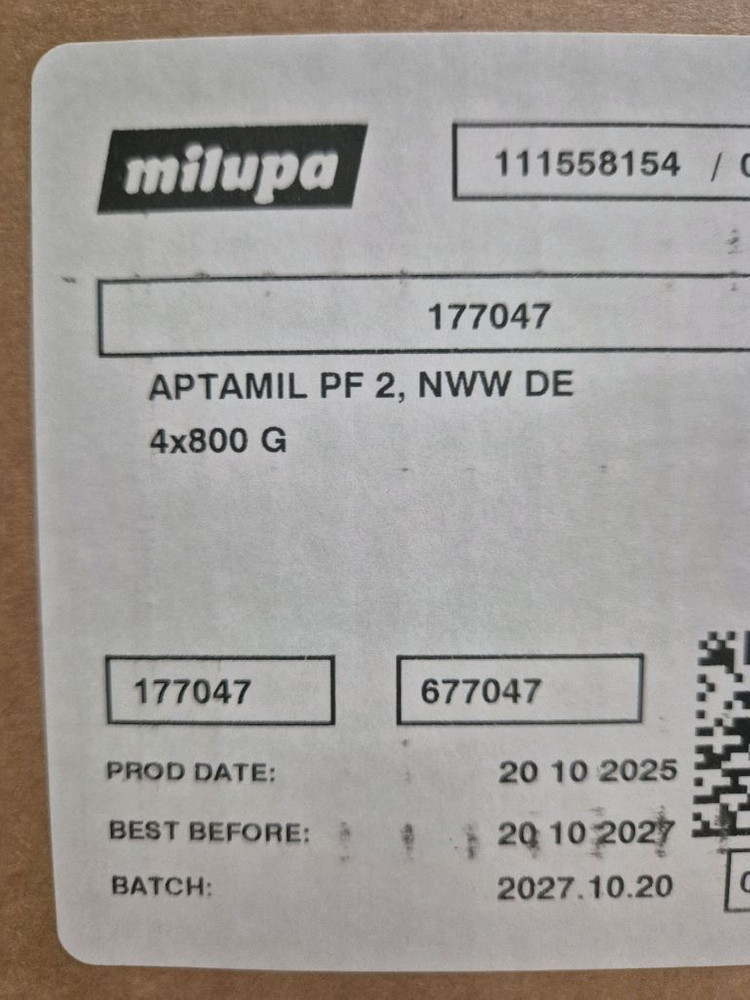 milupa
111558154 / 0
177047
APTAMIL PF 2, NWW DE
4x800 G
177047 677047
PROD DATE: 20 10 2025
BEST BEFORE: 20 10 2027
BATCH: 2027.10.20